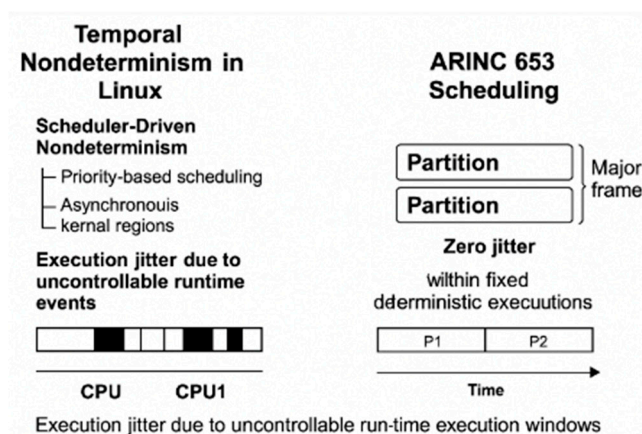 Temporal
Nondeterminism in
Linux
Scheduler-Driven
Nondeterminism
Priority-based scheduling
Asynchronouis
kernal regions
Execution jitter due to
uncontrollable runtime
events
CPU CPU1
ARINC 653
Scheduling
Partition
Partition
Major
frame
Zero jitter
wilthin fixed
dderministic execuutions
P1 P2
Time
Execution jitter due to uncontrollable run-time execution windows